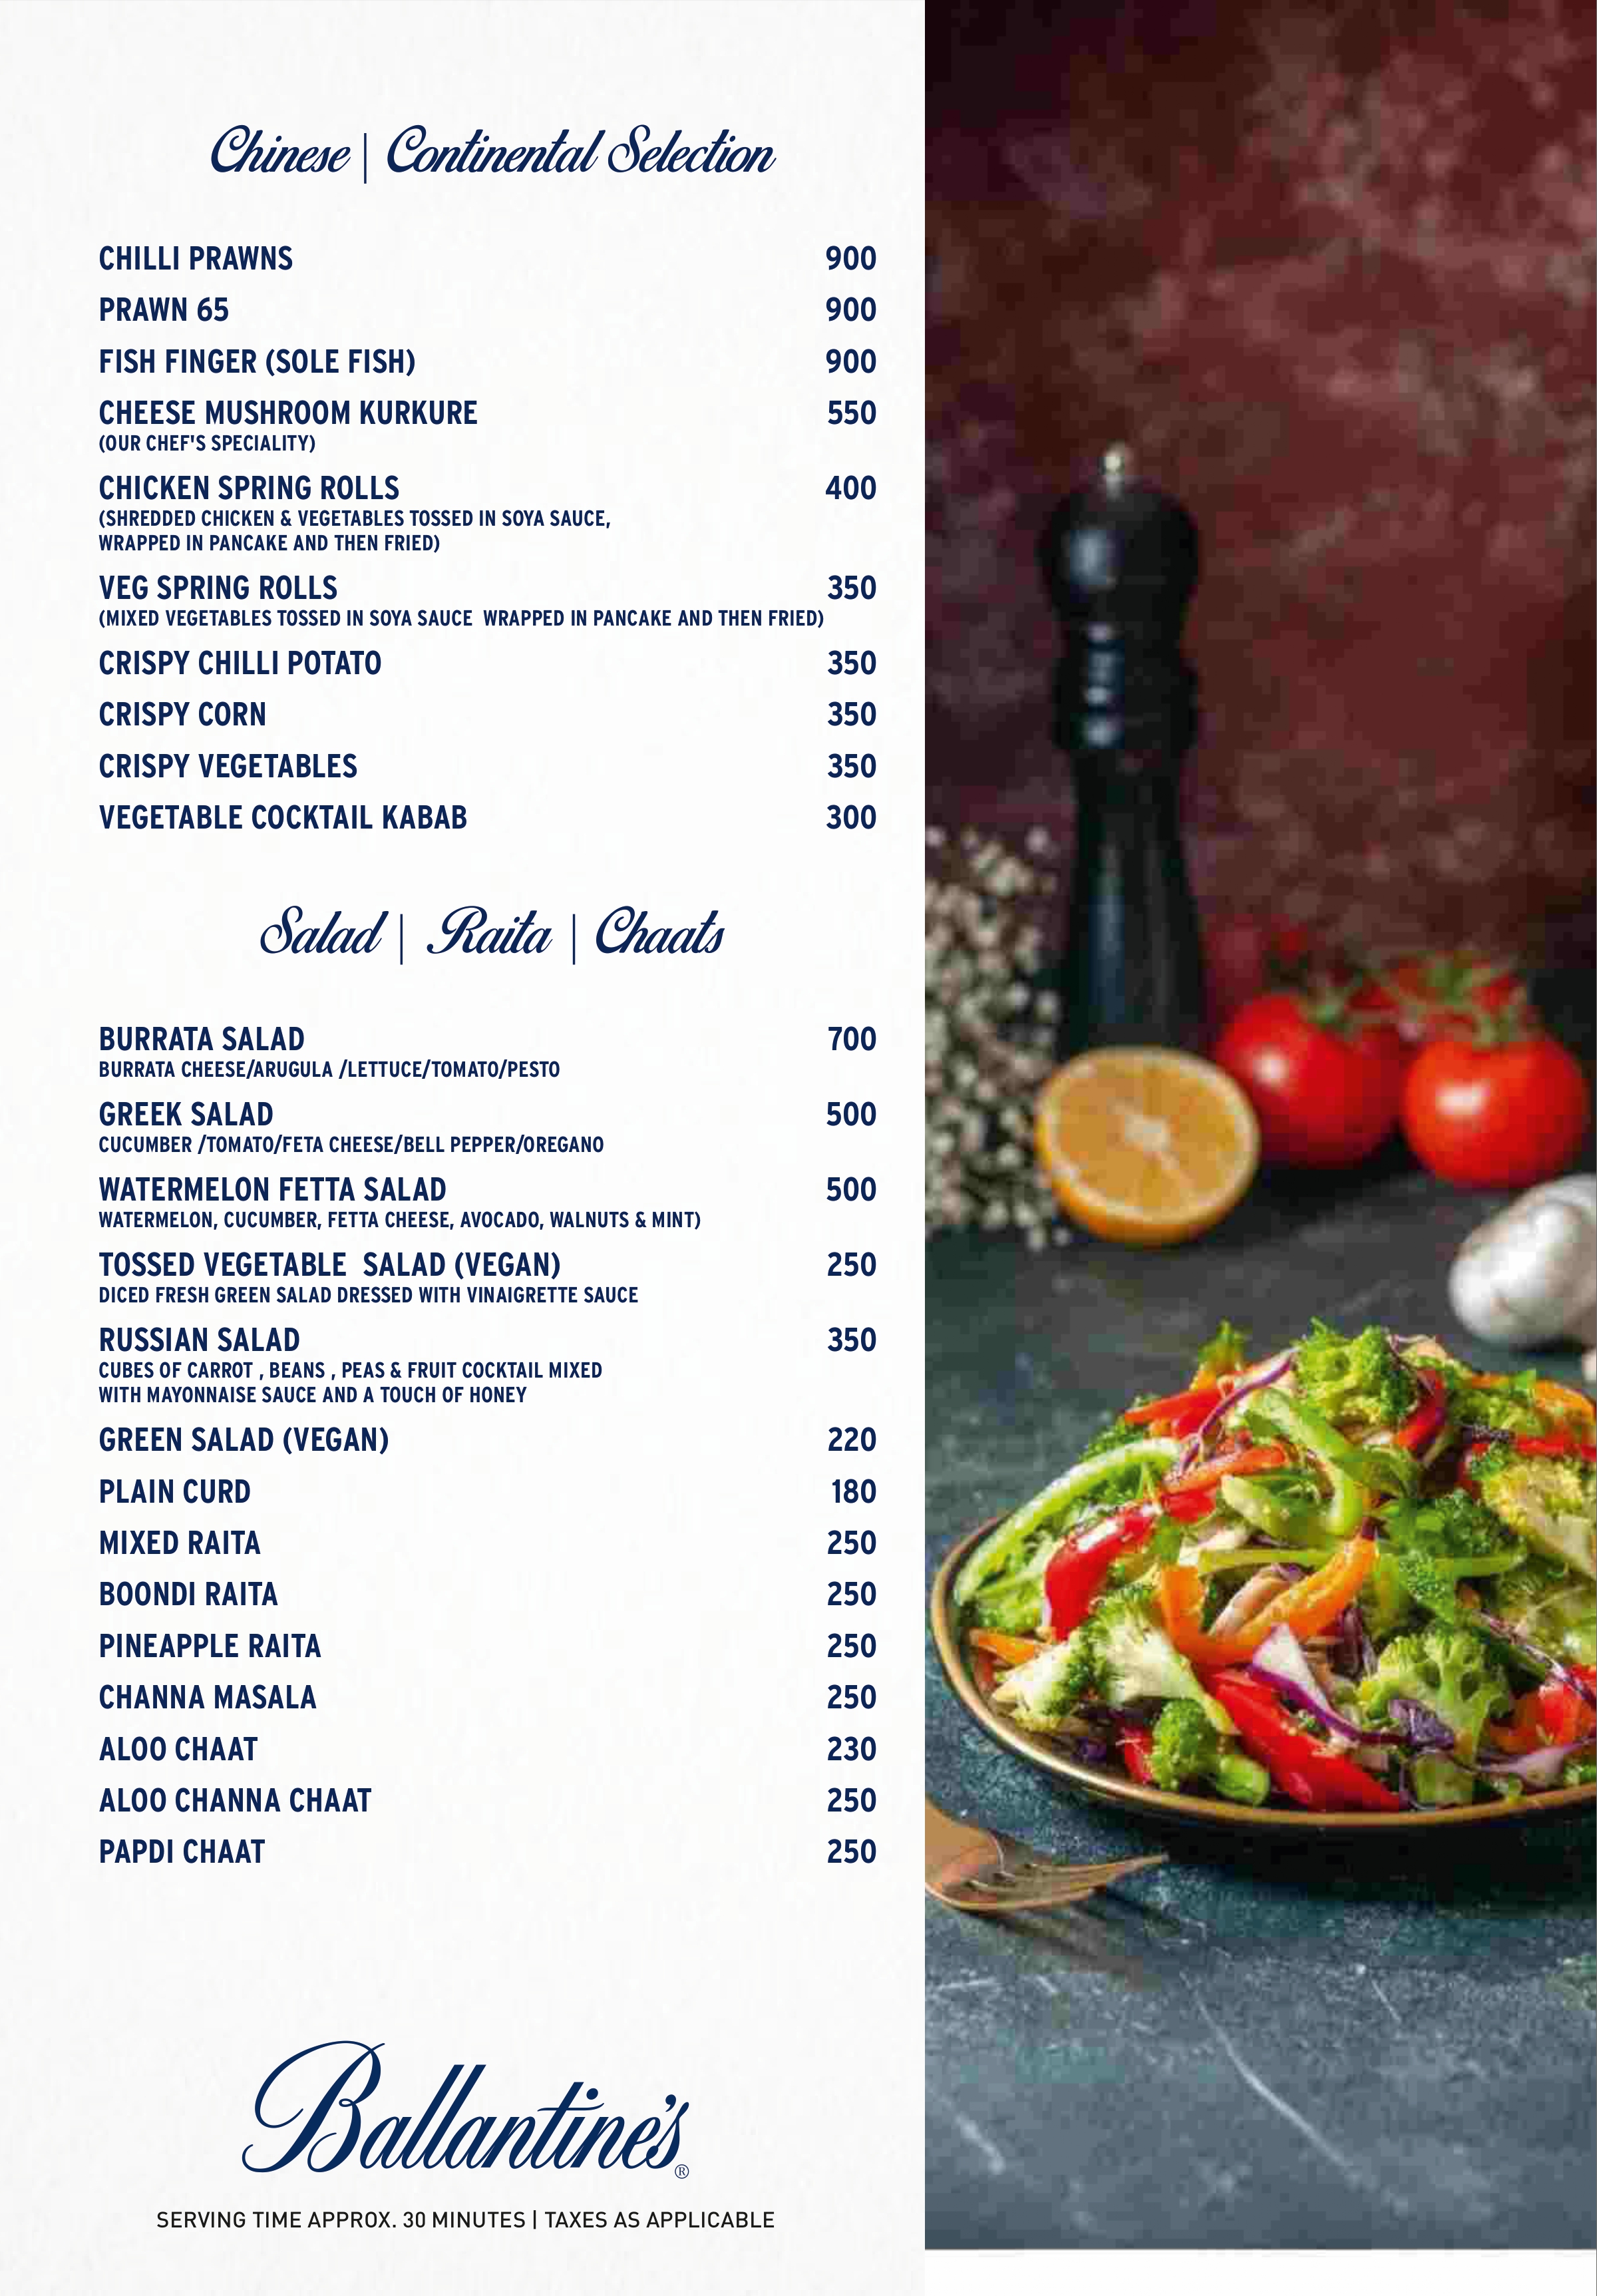 Chinese | Continental Selection
CHILLI PRAWNS 900
PRAWN 65 900
FISH FINGER (SOLE FISH) 900
CHEESE MUSHROOM KURKURE 550
(OUR CHEF'S SPECIALITY)
CHICKEN SPRING ROLLS 400
(SHREDDED CHICKEN & VEGETABLES TOSSED IN SOYA SAUCE,
WRAPPED IN PANCAKE AND THEN FRIED)
VEG SPRING ROLLS 350
(MIXED VEGETABLES TOSSED IN SOYA SAUCE  WRAPPED IN PANCAKE AND THEN FRIED)
CRISPY CHILLI POTATO 350
CRISPY CORN 350
CRISPY VEGETABLES 350
VEGETABLE COCKTAIL KABAB 300
Salad | Raita | Chaats
BURRATA SALAD 700
BURRATA CHEESE/ARUGULA /LETTUCE/TOMATO/PESTO
GREEK SALAD 500
CUCUMBER /TOMATO/FETA CHEESE/BELL PEPPER/OREGANO
WATERMELON FETTA SALAD 500
WATERMELON, CUCUMBER, FETTA CHEESE, AVOCADO, WALNUTS & MINT)
TOSSED VEGETABLE  SALAD (VEGAN) 250
DICED FRESH GREEN SALAD DRESSED WITH VINAIGRETTE SAUCE
RUSSIAN SALAD 350
CUBES OF CARROT , BEANS , PEAS & FRUIT COCKTAIL MIXED
WITH MAYONNAISE SAUCE AND A TOUCH OF HONEY
GREEN SALAD (VEGAN) 220
PLAIN CURD 180
MIXED RAITA 250
BOONDI RAITA 250
PINEAPPLE RAITA 250
CHANNA MASALA 250
ALOO CHAAT 230
ALOO CHANNA CHAAT 250
PAPDI CHAAT 250
Ballantine's®
SERVING TIME APPROX. 30 MINUTES | TAXES AS APPLICABLE